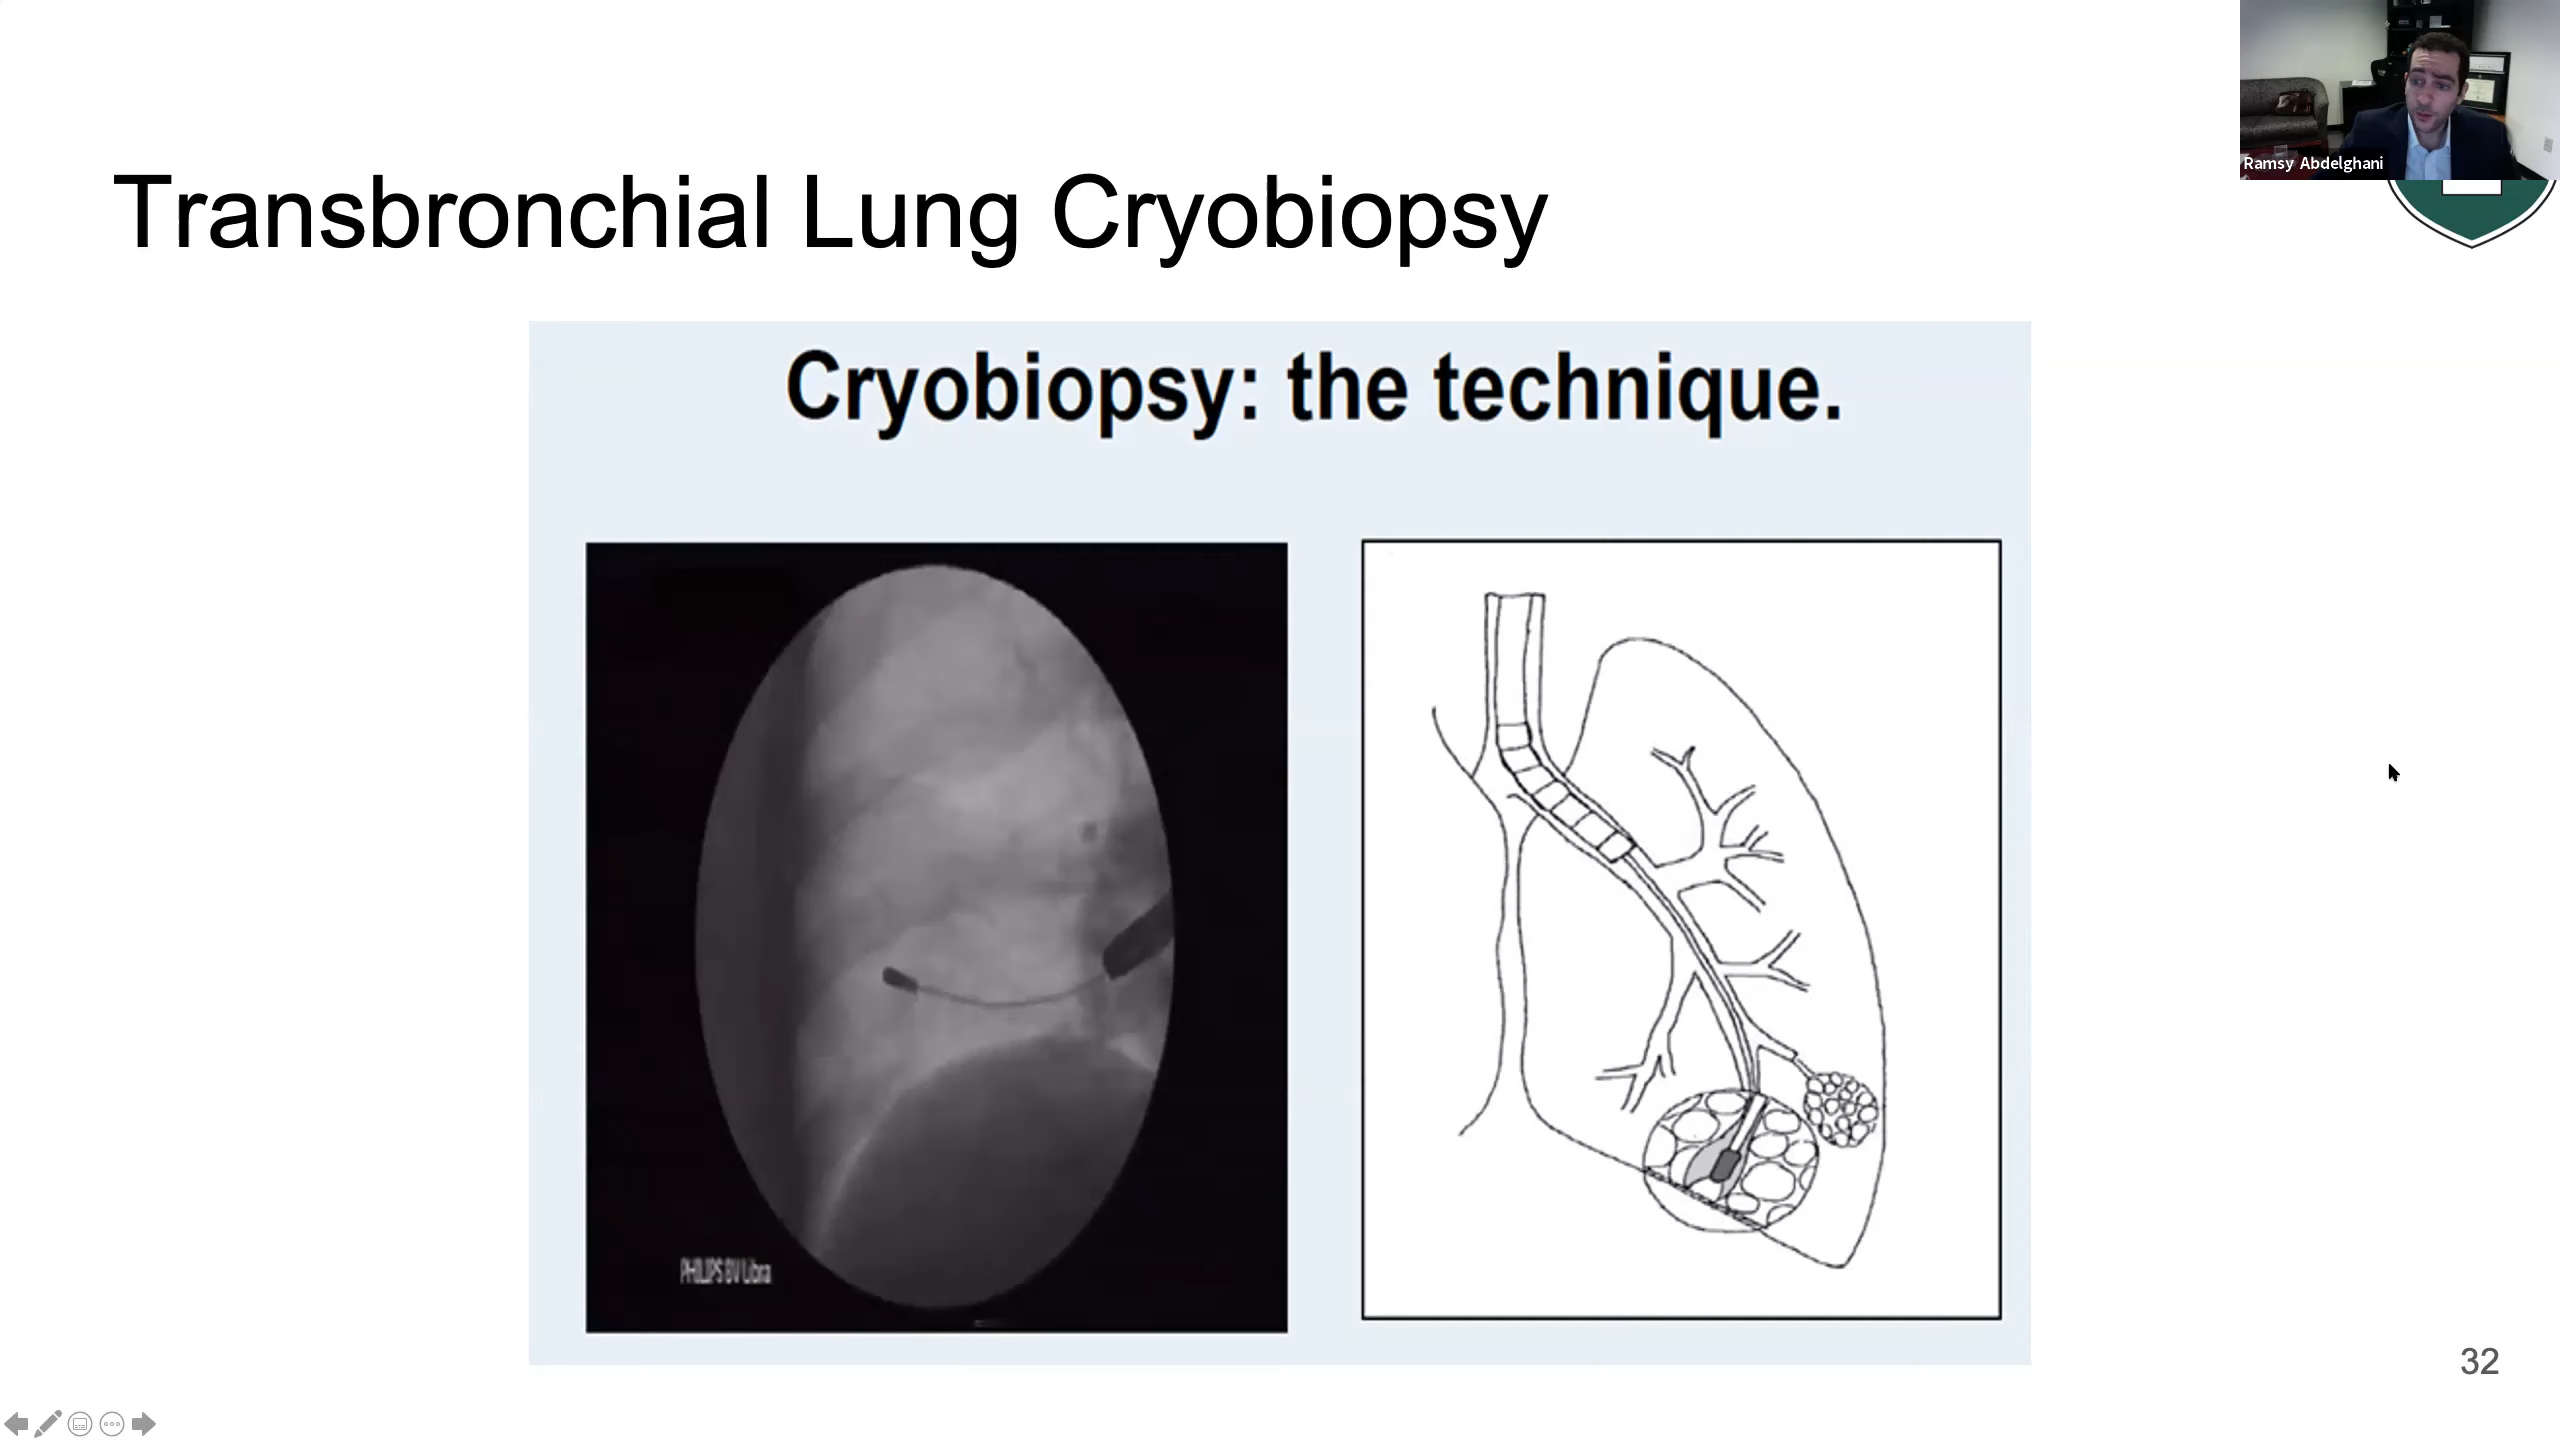 Ramsy Abdelghani
Transbronchial Lung Cryobiopsy
Cryobiopsy: the technique.
PHILIPS BV Libra
32